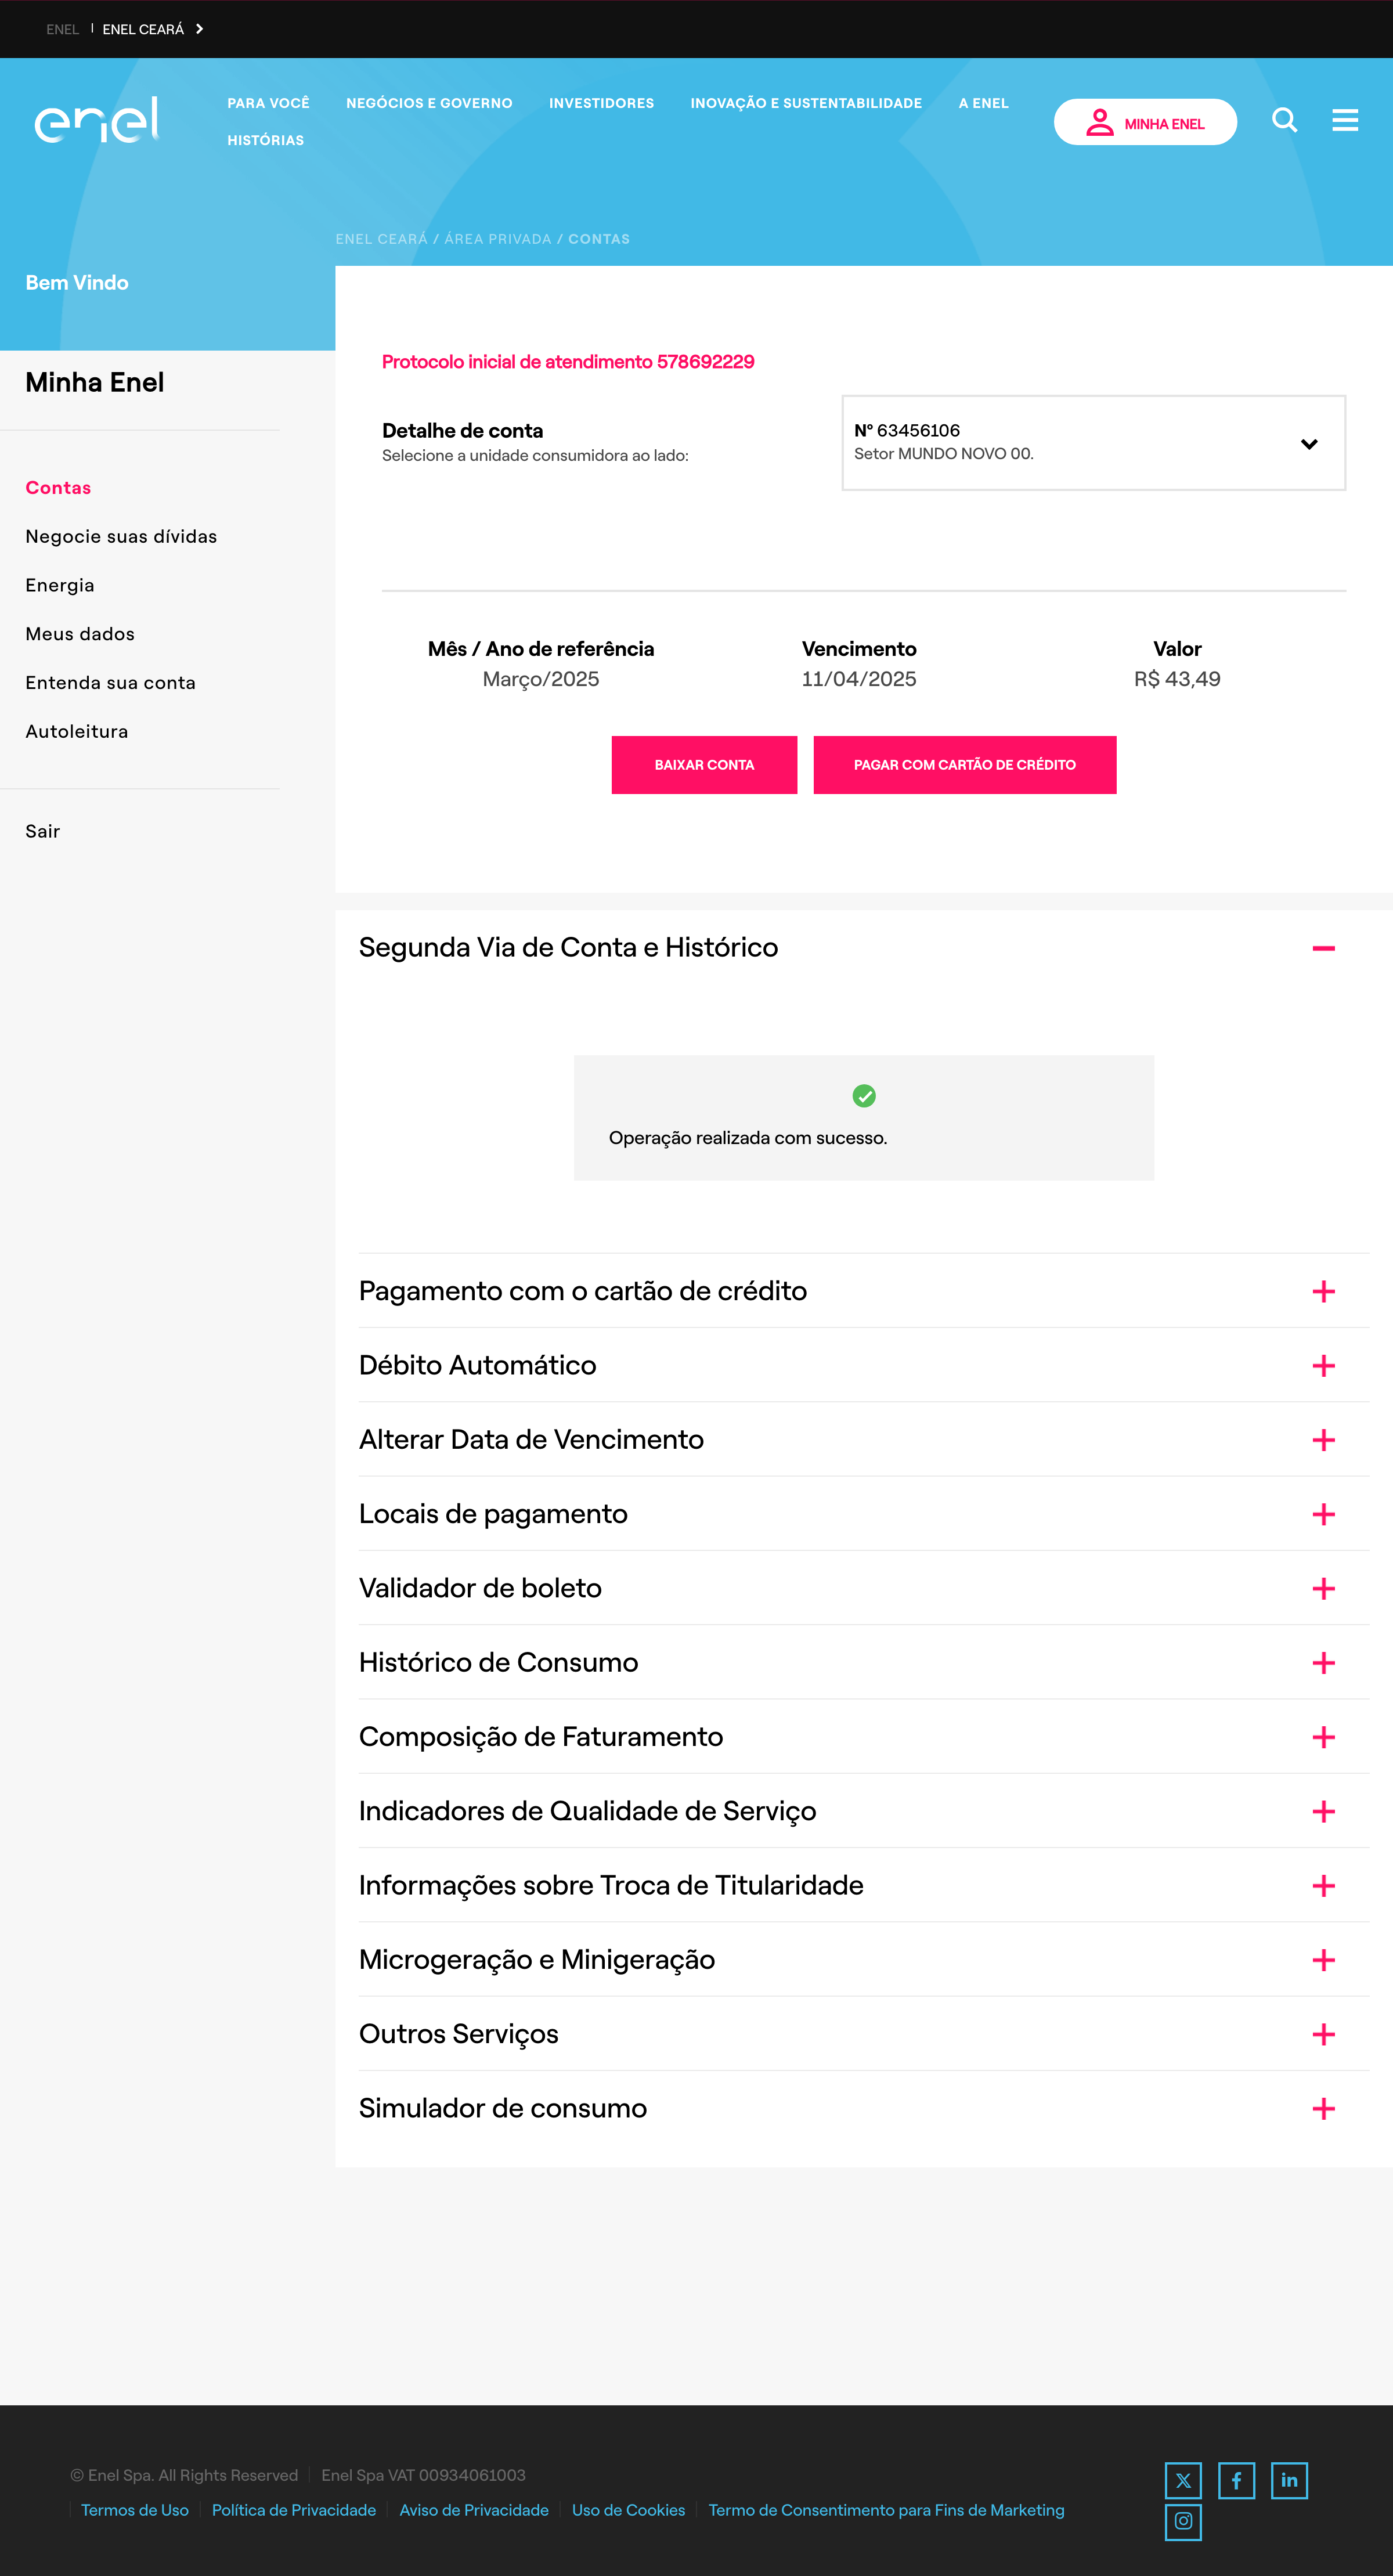 ENEL | ENEL CEARÁ
enel
PARA VOCÊ NEGÓCIOS E GOVERNO INVESTIDORES INOVAÇÃO E SUSTENTABILIDADE A ENEL
HISTÓRIAS
MINHA ENEL
ENEL CEARÁ / ÁREA PRIVADA / CONTAS
Bem Vindo
Minha Enel
Contas
Negocie suas dívidas
Energia
Meus dados
Entenda sua conta
Autoleitura
Sair
Protocolo inicial de atendimento 578692229
Detalhe de conta
Selecione a unidade consumidora ao lado:
Nº 63456106
Setor MUNDO NOVO 00.
Mês / Ano de referência Vencimento Valor
Março/2025 11/04/2025 R$ 43,49
BAIXAR CONTA PAGAR COM CARTÃO DE CRÉDITO
Segunda Via de Conta e Histórico
Operação realizada com sucesso.
Pagamento com o cartão de crédito
Débito Automático
Alterar Data de Vencimento
Locais de pagamento
Validador de boleto
Histórico de Consumo
Composição de Faturamento
Indicadores de Qualidade de Serviço
Informações sobre Troca de Titularidade
Microgeração e Minigeração
Outros Serviços
Simulador de consumo
© Enel Spa. All Rights Reserved | Enel Spa VAT 00934061003
| Termos de Uso | Política de Privacidade | Aviso de Privacidade | Uso de Cookies | Termo de Consentimento para Fins de Marketing